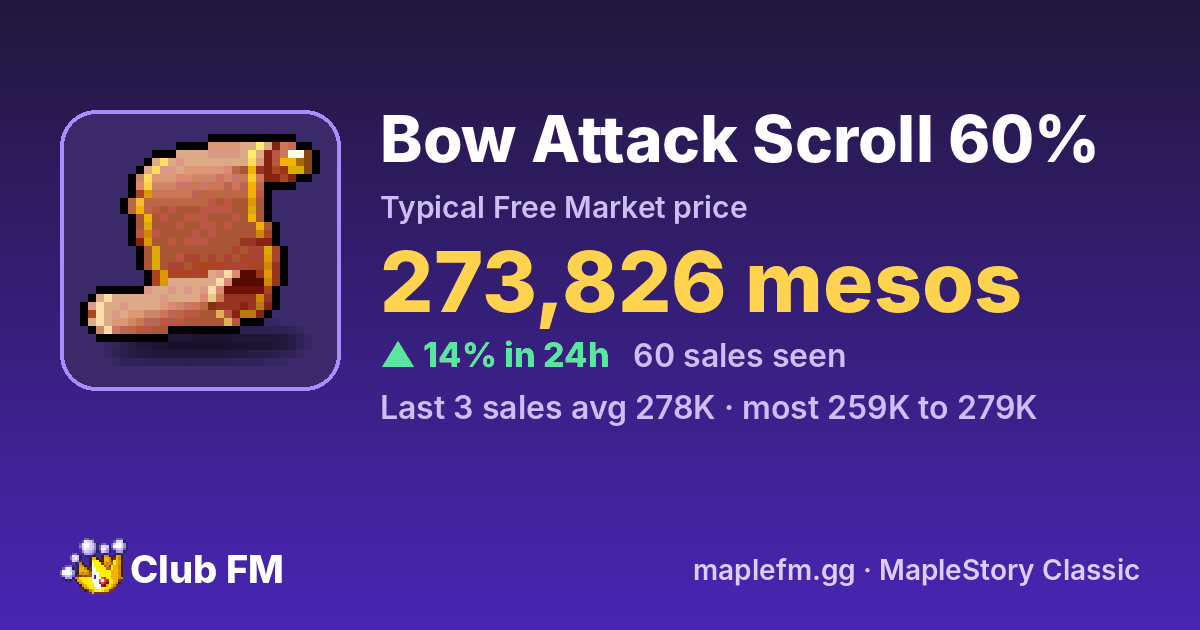 Bow Attack Scroll 60%
Typical Free Market price
273,826 mesos
▲ 14% in 24h 60 sales seen
Last 3 sales avg 278K · most 259K to 279K
Club FM
maplefm.gg · MapleStory Classic